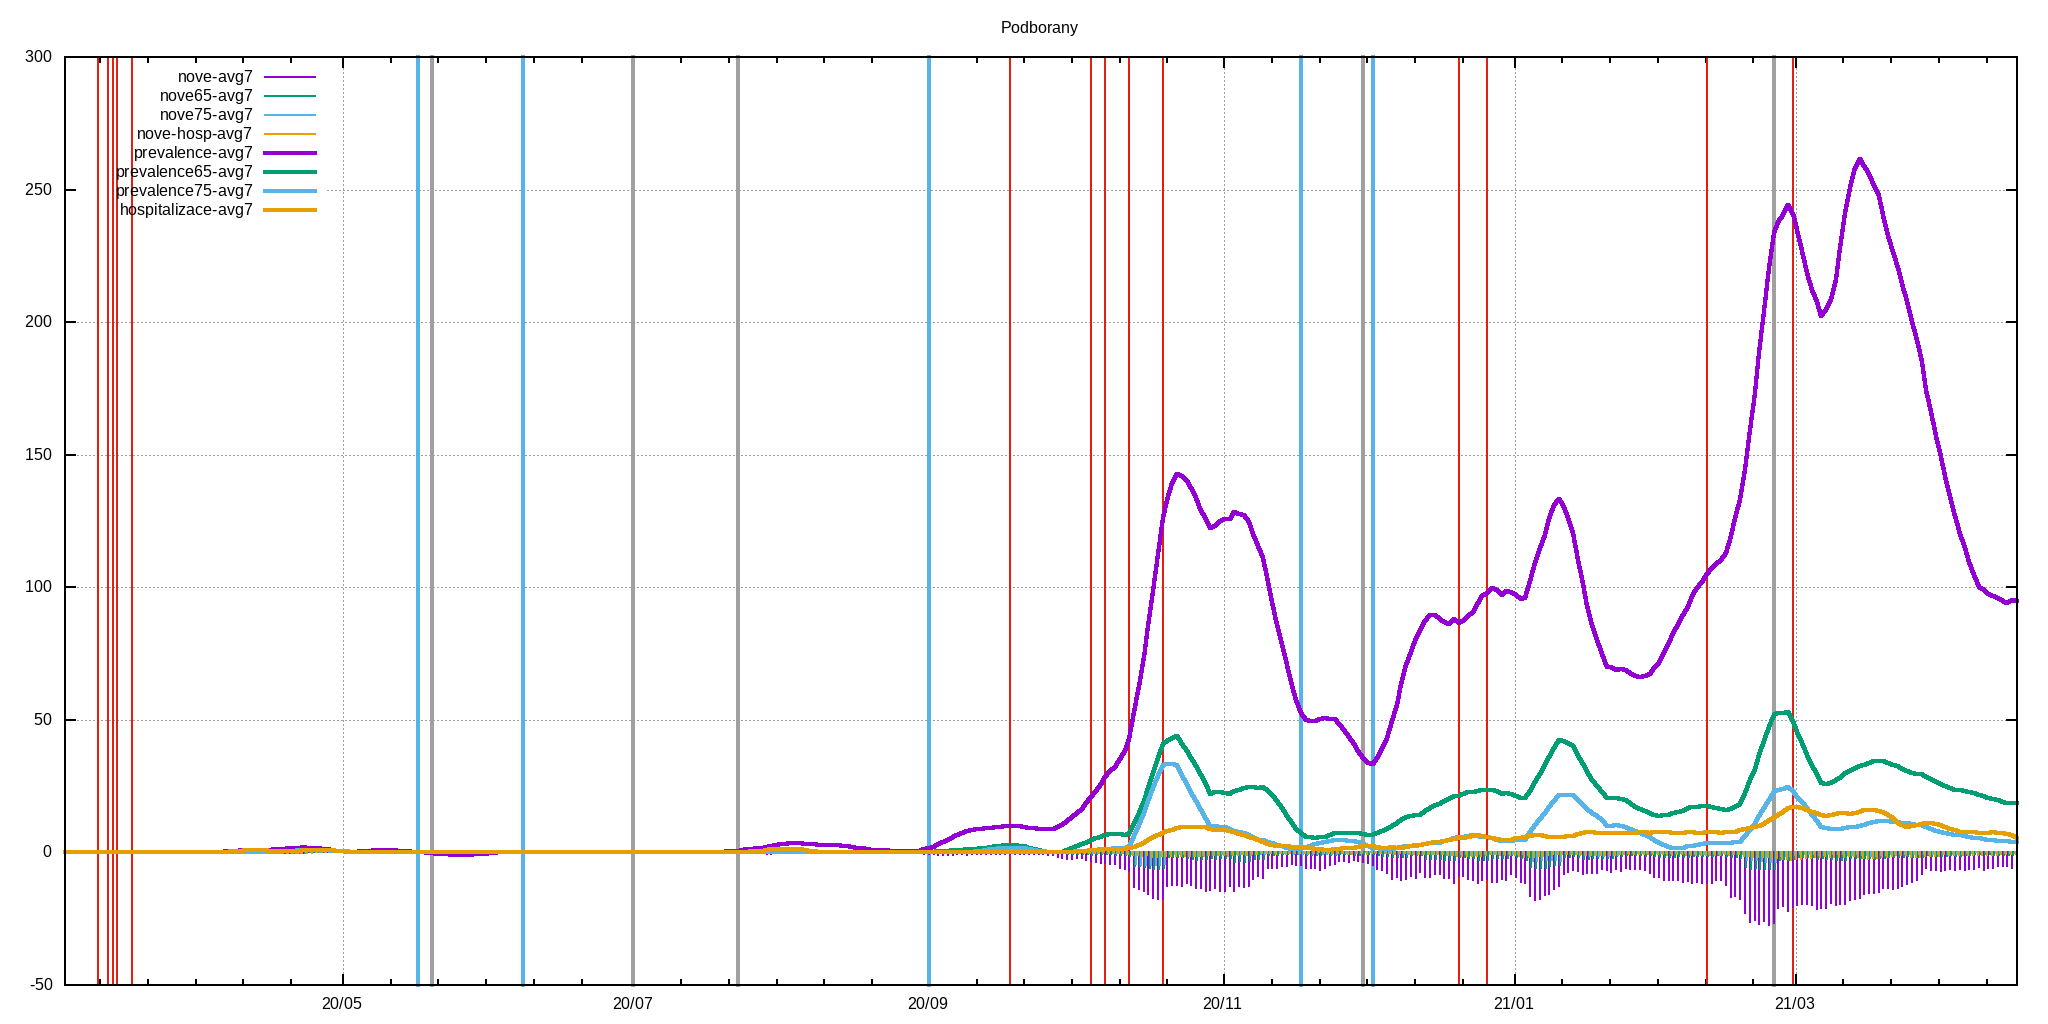 Podborany
300
250
200
150
100
50
0
-50
nove-avg7
nove65-avg7
nove75-avg7
nove-hosp-avg7
prevalence-avg7
prevalence65-avg7
prevalence75-avg7
hospitalizace-avg7
20/05 20/07 20/09 20/11 21/01 21/03